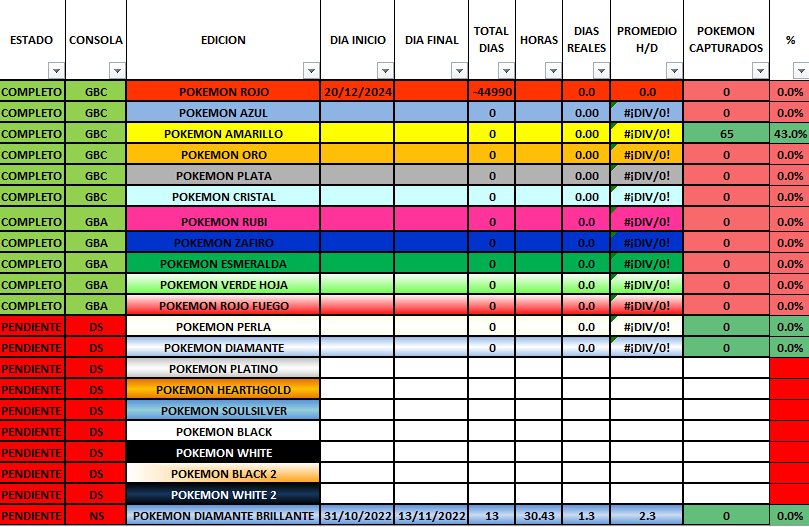 ESTADO CONSOLA EDICION DIA INICIO DIA FINAL TOTAL DIAS HORAS DIAS REALES PROMEDIO H/D POKEMON CAPTURADOS %
COMPLETO GBC POKEMON ROJO 20/12/2024 -44990 0.0 0.0 0 0.0%
COMPLETO GBC POKEMON AZUL 0 0.00 #¡DIV/0! 0 0.0%
COMPLETO GBC POKEMON AMARILLO 0 0.00 #¡DIV/0! 65 43.0%
COMPLETO GBC POKEMON ORO 0 0.00 #¡DIV/0! 0 0.0%
COMPLETO GBC POKEMON PLATA 0 0.00 #¡DIV/0! 0 0.0%
COMPLETO GBC POKEMON CRISTAL 0 0.00 #¡DIV/0! 0 0.0%
COMPLETO GBA POKEMON RUBI 0 0.0 #¡DIV/0! 0 0.0%
COMPLETO GBA POKEMON ZAFIRO 0 0.0 #¡DIV/0! 0 0.0%
COMPLETO GBA POKEMON ESMERALDA 0 0.0 #¡DIV/0! 0 0.0%
COMPLETO GBA POKEMON VERDE HOJA 0 0.0 #¡DIV/0! 0 0.0%
COMPLETO GBA POKEMON ROJO FUEGO 0 0.0 #¡DIV/0! 0 0.0%
PENDIENTE DS POKEMON PERLA 0 0.0 #¡DIV/0! 0 0.0%
PENDIENTE DS POKEMON DIAMANTE 0 0.0 #¡DIV/0! 0 0.0%
PENDIENTE DS POKEMON PLATINO
PENDIENTE DS POKEMON HEARTHGOLD
PENDIENTE DS POKEMON SOULSILVER
PENDIENTE DS POKEMON BLACK
PENDIENTE DS POKEMON WHITE
PENDIENTE DS POKEMON BLACK 2
PENDIENTE DS POKEMON WHITE 2
PENDIENTE NS POKEMON DIAMANTE BRILLANTE 31/10/2022 13/11/2022 13 30.43 1.3 2.3 0 0.0%